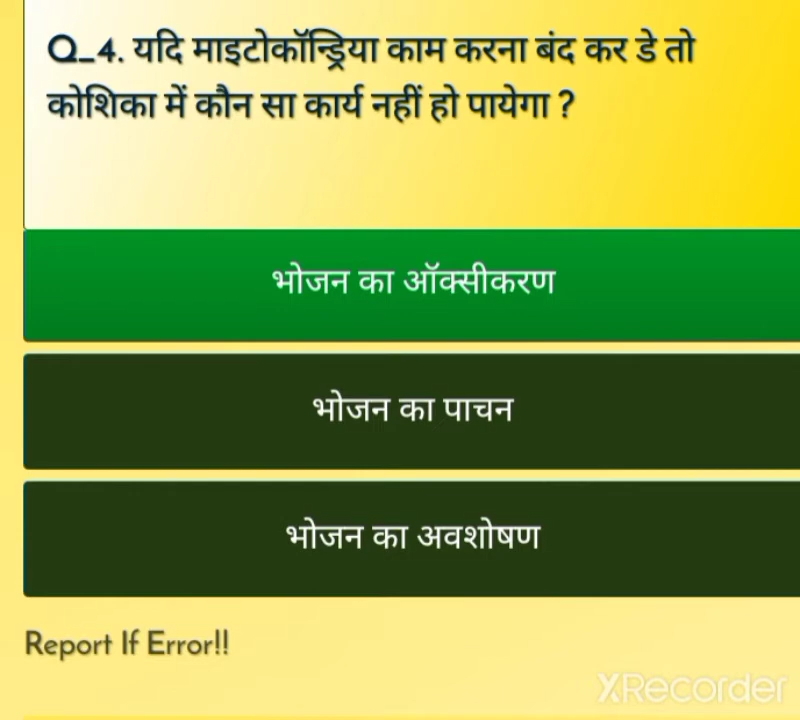 Q_4. यदि माइटोकॉन्ड्रिया काम करना बंद कर डे तो
कोशिका में कौन सा कार्य नहीं हो पायेगा ?
भोजन का ऑक्सीकरण
भोजन का पाचन
भोजन का अवशोषण
Report If Error!!
XRecorder